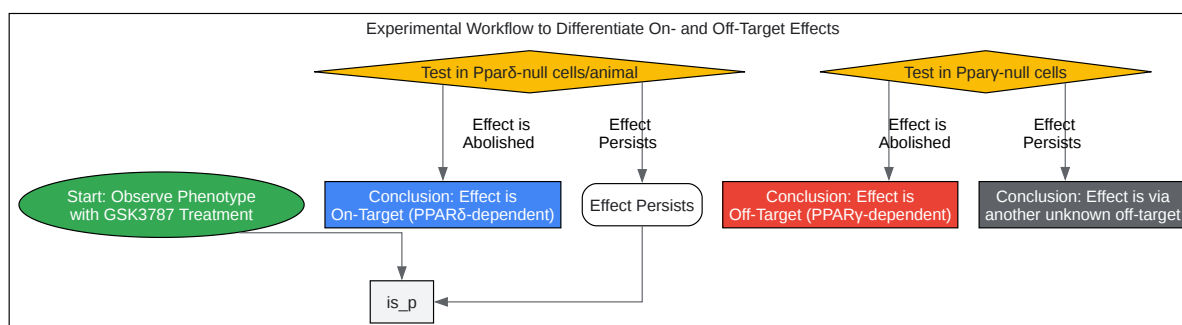 Experimental Workflow to Differentiate On- and Off-Target Effects
Test in Pparδ-null cells/animal
Test in Pparγ-null cells
Effect is
Abolished
Effect
Persists
Effect is
Abolished
Effect
Persists
Start: Observe Phenotype
with GSK3787 Treatment
Conclusion: Effect is
On-Target (PPARδ-dependent)
Effect Persists
Conclusion: Effect is
Off-Target (PPARγ-dependent)
Conclusion: Effect is via
another unknown off-target
is_p